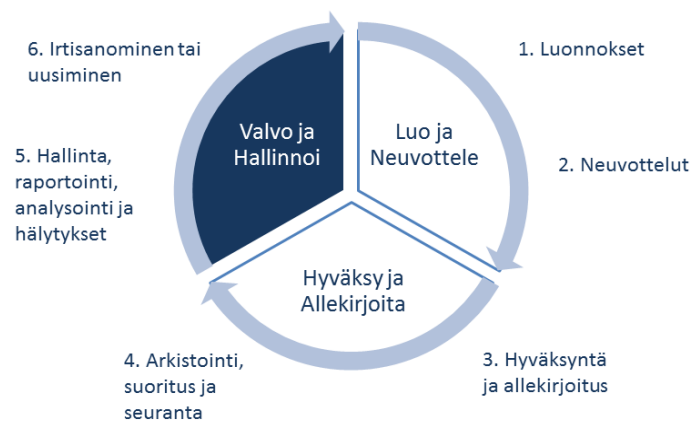 1. Luonnokset
2. Neuvottelut
3. Hyväksyntä
ja allekirjoitus
4. Arkistointi,
suoritus ja
seuranta
5. Hallinta,
raportointi,
analysointi ja
hälytykset
6. Irtisanominen tai
uusiminen
Luo ja
Neuvottele
Hyväksy ja
Allekirjoita
Valvo ja
Hallinnoi